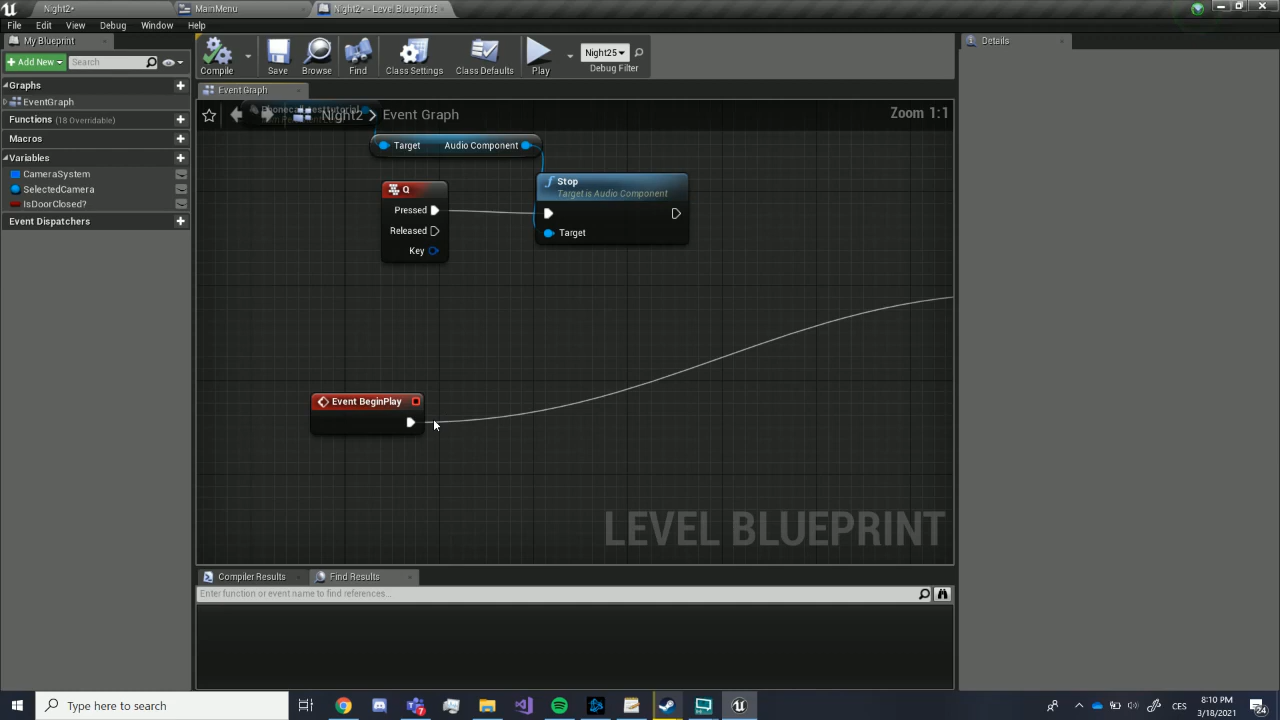 Night2*
MainMenu
Night2* - Level Blueprint E
File Edit View Debug Window Help
My Blueprint
Details
Add New
Search
Compile
Save
Browse
Find
Class Settings
Class Defaults
Play
Night25
Debug Filter
Graphs
EventGraph
Functions (18 Overridable)
Macros
Variables
CameraSystem
SelectedCamera
IsDoorClosed?
Event Dispatchers
Event Graph
Night2 > Event Graph
Zoom 1:1
Target Audio Component
Q
Pressed
Released
Key
Stop
Target is Audio Component
Target
Event BeginPlay
LEVEL BLUEPRINT
Compiler Results
Find Results
Enter function or event name to find references...
Type here to search
7
CES
8:10 PM
3/18/2021
24